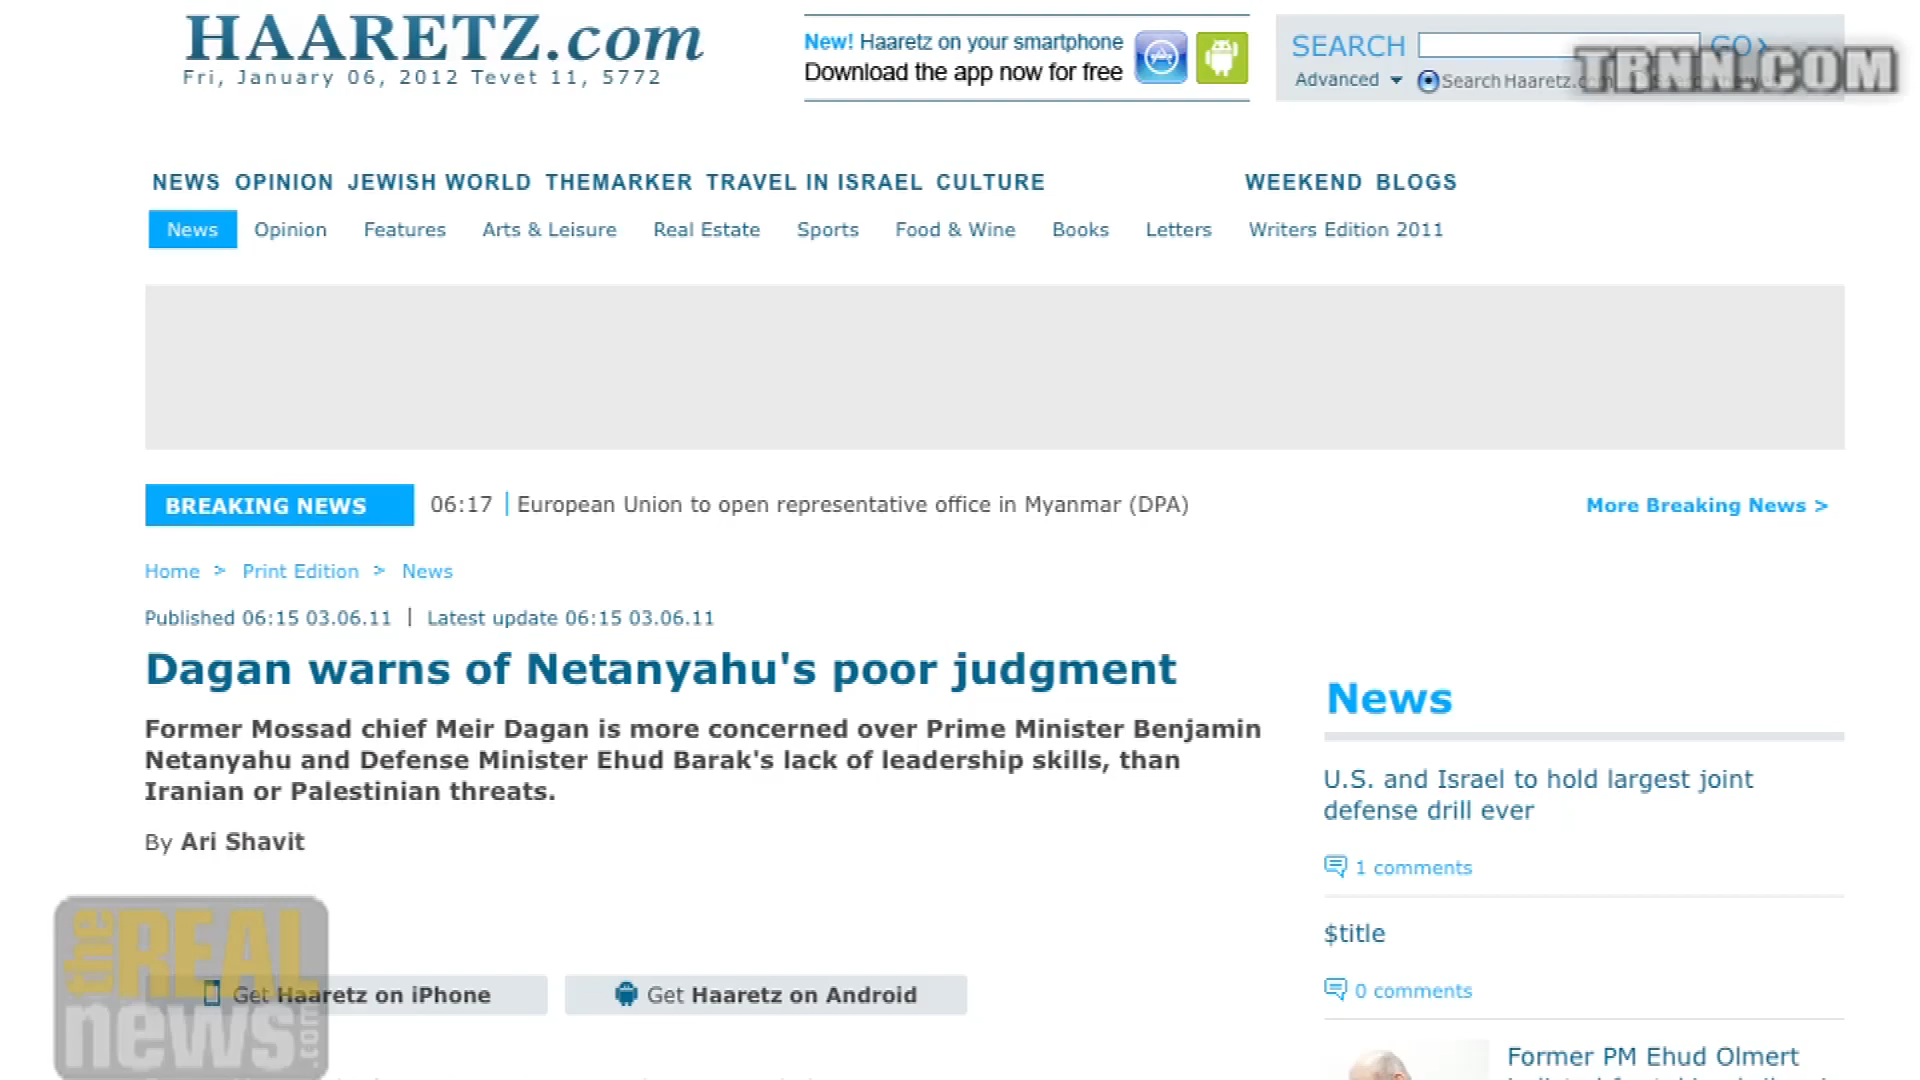 HAARETZ.com
Fri, January 06, 2012 Tevet 11, 5772
New! Haaretz on your smartphone
Download the app now for free
SEARCH GO>
TRNN.COM
Advanced Search Haaretz.com
NEWS OPINION JEWISH WORLD THEMARKER TRAVEL IN ISRAEL CULTURE WEEKEND BLOGS
News Opinion Features Arts & Leisure Real Estate Sports Food & Wine Books Letters Writers Edition 2011
BREAKING NEWS 06:17 | European Union to open representative office in Myanmar (DPA) More Breaking News >
Home > Print Edition > News
Published 06:15 03.06.11 | Latest update 06:15 03.06.11
Dagan warns of Netanyahu's poor judgment
Former Mossad chief Meir Dagan is more concerned over Prime Minister Benjamin
Netanyahu and Defense Minister Ehud Barak's lack of leadership skills, than
Iranian or Palestinian threats.
By Ari Shavit
Get Haaretz on iPhone Get Haaretz on Android
the REAL news.com
News
U.S. and Israel to hold largest joint
defense drill ever
1 comments
$title
0 comments
Former PM Ehud Olmert